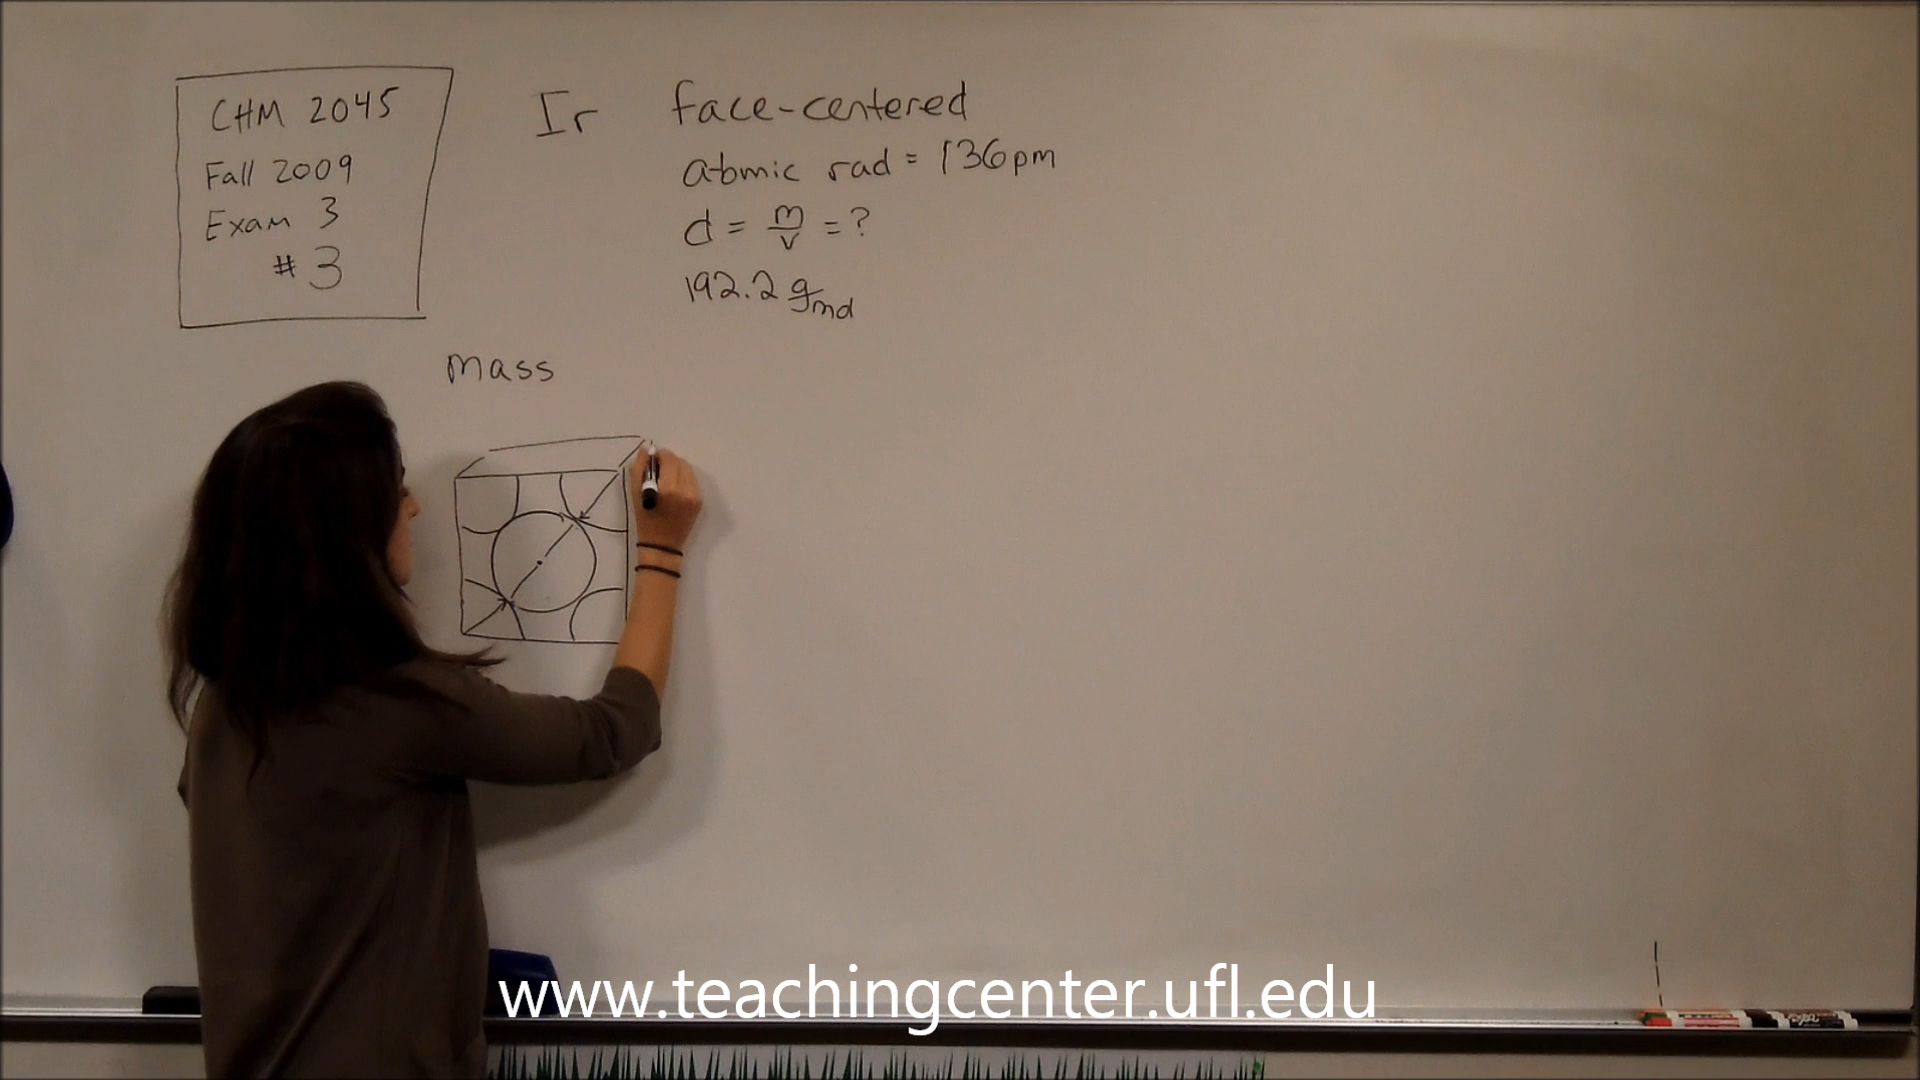 CHM 2045
Fall 2009
Exam 3
# 3
Ir face-centered
atomic rad = 136pm
d = m/v = ?
192.2 g/mol
mass
www.teachingcenter.ufl.edu